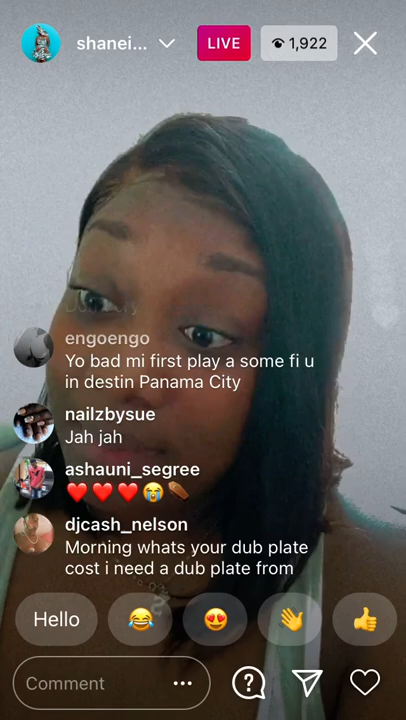 shanei...
LIVE
1,922
engoengo
Yo bad mi first play a some fi u
in destin Panama City
nailzbysue
Jah jah
ashauni_segree
❤️❤️❤️😭⚰️
djcash_nelson
Morning whats your dub plate
cost i need a dub plate from
Hello
😂
😍
👋
👍
Comment